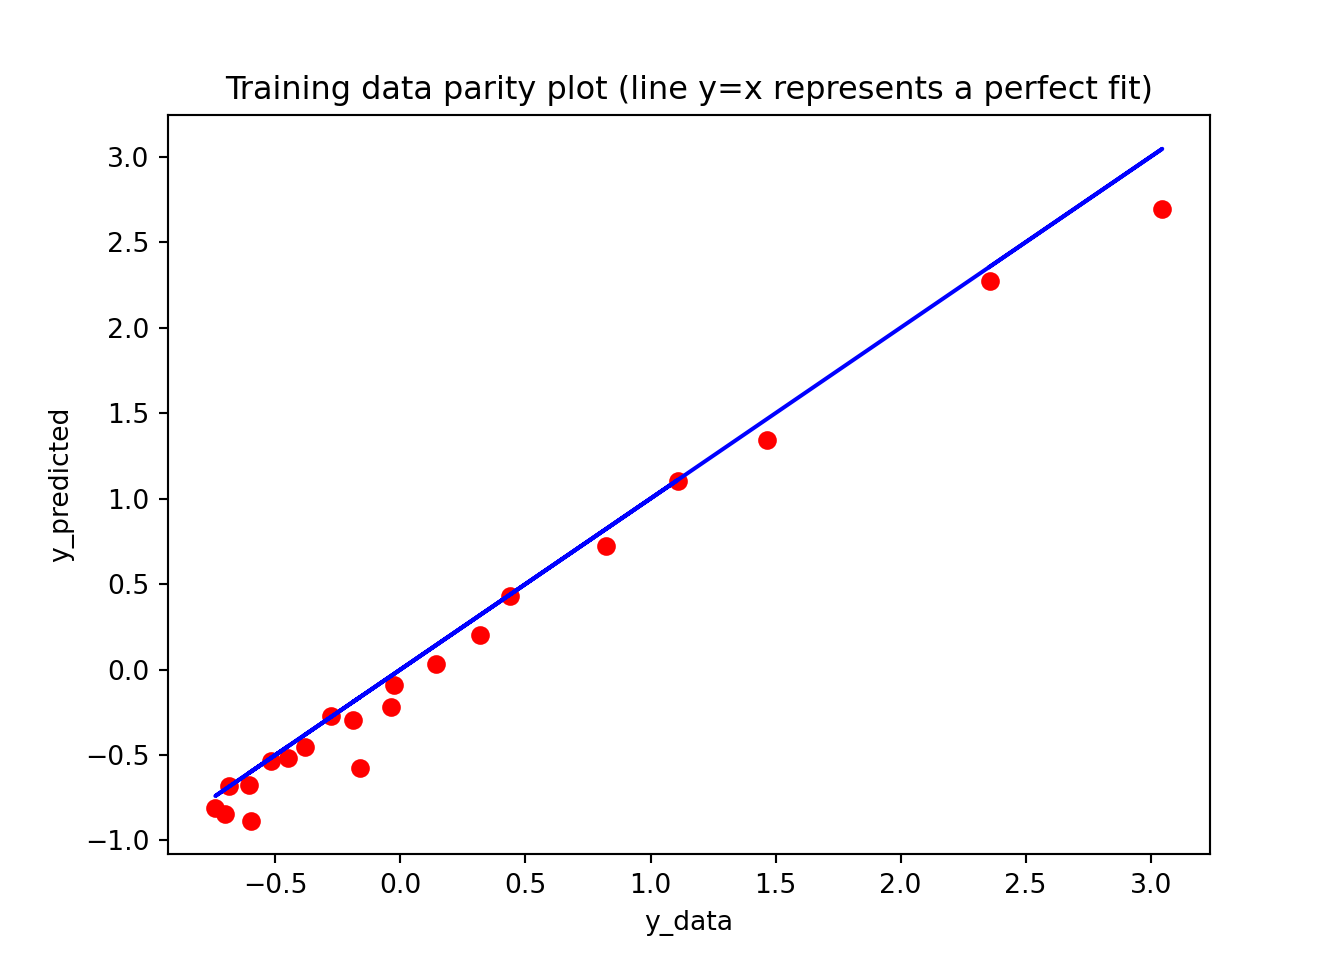 Training data parity plot (line y=x represents a perfect fit)
3.0
2.5
2.0
1.5
1.0
0.5
0.0
−0.5
−1.0
y_predicted
−0.5 0.0 0.5 1.0 1.5 2.0 2.5 3.0
y_data